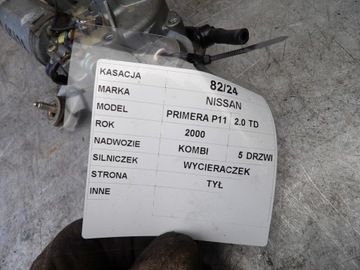 KASACJA 82/24
MARKA NISSAN
MODEL PRIMERA P11 2.0 TD
ROK 2000
NADWOZIE KOMBI 5 DRZWI
SILNICZEK WYCIERACZEK
STRONA TYŁ
INNE